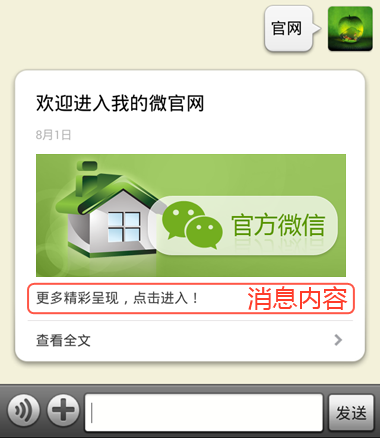 官网
欢迎进入我的微官网
8月1日
官方微信
更多精彩呈现，点击进入！
消息内容
查看全文
发送